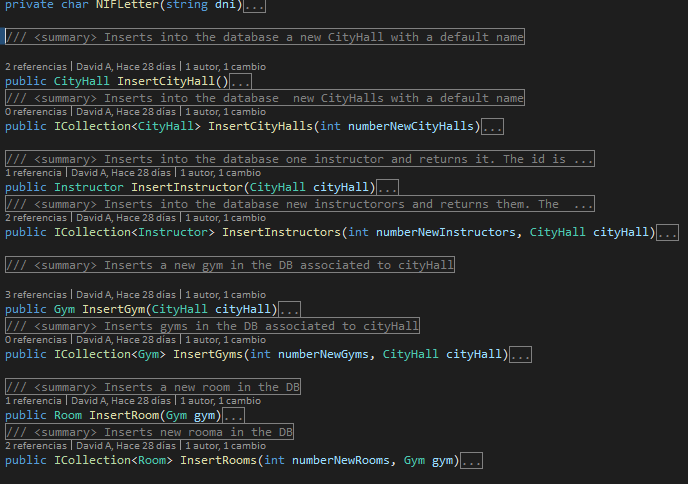 private char NIFLetter(string dni)...
/// <summary> Inserts into the database a new CityHall with a default name
2 referencias | David A, Hace 28 días | 1 autor, 1 cambio
public CityHall InsertCityHall()...
/// <summary> Inserts into the database  new CityHalls with a default name
0 referencias | David A, Hace 28 días | 1 autor, 1 cambio
public ICollection<CityHall> InsertCityHalls(int numberNewCityHalls)...
/// <summary> Inserts into the database one instructor and returns it. The id is ...
1 referencia | David A, Hace 28 días | 1 autor, 1 cambio
public Instructor InsertInstructor(CityHall cityHall)...
/// <summary> Inserts into the database new instructorors and returns them. The  ...
2 referencias | David A, Hace 28 días | 1 autor, 1 cambio
public ICollection<Instructor> InsertInstructors(int numberNewInstructors, CityHall cityHall)...
/// <summary> Inserts a new gym in the DB associated to cityHall
3 referencias | David A, Hace 28 días | 1 autor, 1 cambio
public Gym InsertGym(CityHall cityHall)...
/// <summary> Inserts gyms in the DB associated to cityHall
0 referencias | David A, Hace 28 días | 1 autor, 1 cambio
public ICollection<Gym> InsertGyms(int numberNewGyms, CityHall cityHall)...
/// <summary> Inserts a new room in the DB
1 referencia | David A, Hace 28 días | 1 autor, 1 cambio
public Room InsertRoom(Gym gym)...
/// <summary> Inserts new rooma in the DB
2 referencias | David A, Hace 28 días | 1 autor, 1 cambio
public ICollection<Room> InsertRooms(int numberNewRooms, Gym gym)...